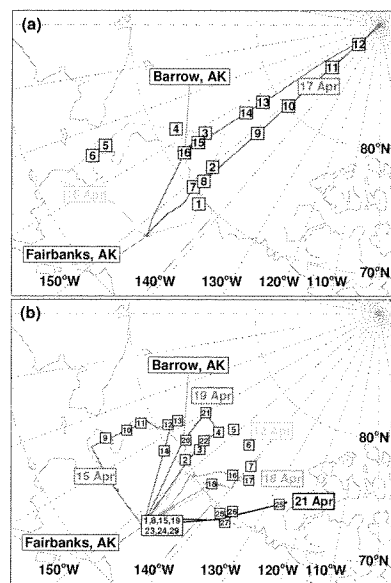 (a)
12
11
Barrow, AK
17 Apr
13
14
10
4
3
9
15
5
16
6
2
8
7
80°N
1
Fairbanks, AK
150°W
140°W
130°W
120°W
110°W
70°N
(b)
Barrow, AK
19 Apr
21
11
12
13
10
4
5
9
20
22
6
80°N
14
3
2
7
15 Apr
16
18 Apr
17
18
21 Apr
25
1,8,15,19
26
28
23,24,29
27
Fairbanks, AK
150°W
140°W
130°W
120°W
110°W
70°N